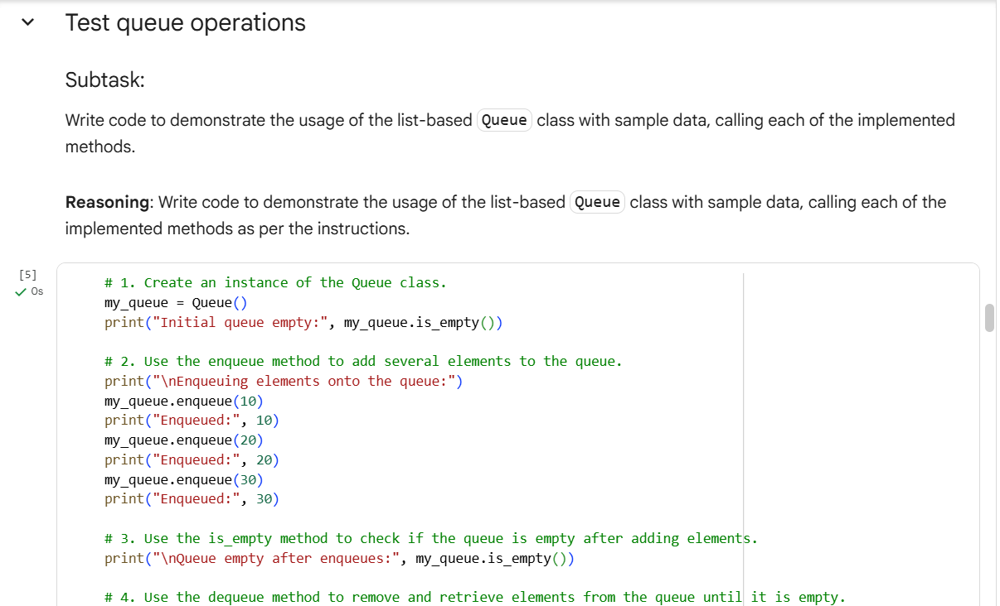 Test queue operations
Subtask:
Write code to demonstrate the usage of the list-based Queue class with sample data, calling each of the implemented
methods.
Reasoning: Write code to demonstrate the usage of the list-based Queue class with sample data, calling each of the
implemented methods as per the instructions.
[5]
0s
# 1. Create an instance of the Queue class.
my_queue = Queue()
print("Initial queue empty:", my_queue.is_empty())
# 2. Use the enqueue method to add several elements to the queue.
print("\nEnqueuing elements onto the queue:")
my_queue.enqueue(10)
print("Enqueued:", 10)
my_queue.enqueue(20)
print("Enqueued:", 20)
my_queue.enqueue(30)
print("Enqueued:", 30)
# 3. Use the is_empty method to check if the queue is empty after adding elements.
print("\nQueue empty after enqueues:", my_queue.is_empty())
# 4. Use the dequeue method to remove and retrieve elements from the queue until it is empty.